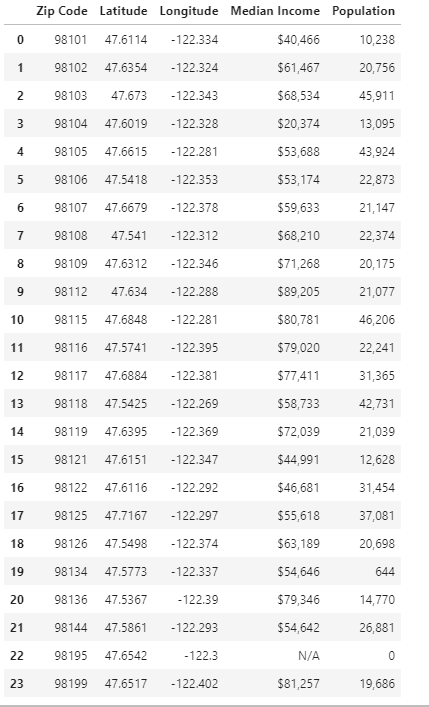 Zip Code Latitude Longitude Median Income Population
0 98101 47.6114 -122.334 $40,466 10,238
1 98102 47.6354 -122.324 $61,467 20,756
2 98103 47.673 -122.343 $68,534 45,911
3 98104 47.6019 -122.328 $20,374 13,095
4 98105 47.6615 -122.281 $53,688 43,924
5 98106 47.5418 -122.353 $53,174 22,873
6 98107 47.6679 -122.378 $59,633 21,147
7 98108 47.541 -122.312 $68,210 22,374
8 98109 47.6312 -122.346 $71,268 20,175
9 98112 47.634 -122.288 $89,205 21,077
10 98115 47.6848 -122.281 $80,781 46,206
11 98116 47.5741 -122.395 $79,020 22,241
12 98117 47.6884 -122.381 $77,411 31,365
13 98118 47.5425 -122.269 $58,733 42,731
14 98119 47.6395 -122.369 $72,039 21,039
15 98121 47.6151 -122.347 $44,991 12,628
16 98122 47.6116 -122.292 $46,681 31,454
17 98125 47.7167 -122.297 $55,618 37,081
18 98126 47.5498 -122.374 $63,189 20,698
19 98134 47.5773 -122.337 $54,646 644
20 98136 47.5367 -122.39 $79,346 14,770
21 98144 47.5861 -122.293 $54,642 26,881
22 98195 47.6542 -122.3 N/A 0
23 98199 47.6517 -122.402 $81,257 19,686